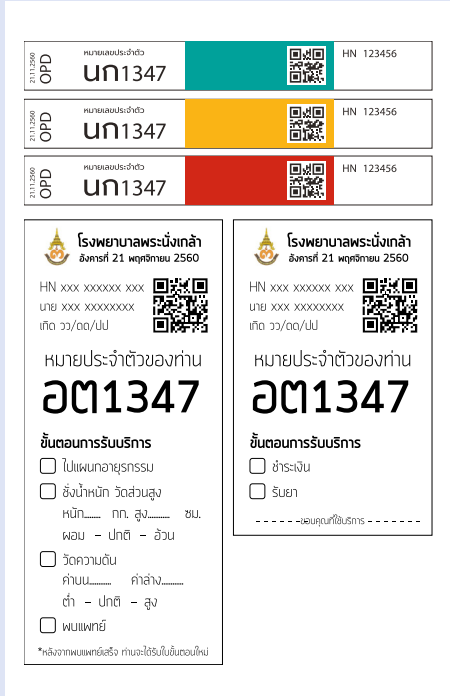 21.11.2560
OPD
หมายเลขประจำตัว
นก1347
HN 123456
21.11.2560
OPD
หมายเลขประจำตัว
นก1347
HN 123456
21.11.2560
OPD
หมายเลขประจำตัว
นก1347
HN 123456
โรงพยาบาลพระนั่งเกล้า
อังคารที่ 21 พฤศจิกายน 2560
HN xxx xxxxxx xxx
นาย xxx xxxxxxxx
เกิด วว/ดด/ปป
หมายประจำตัวของท่าน
อต1347
ขั้นตอนการรับบริการ
ไปแผนกอายุรกรรม
ชั่งน้ำหนัก วัดส่วนสูง
หนัก........ กก. สูง.......... ซม.
ผอม - ปกติ - อ้วน
วัดความดัน
ค่าบน.......... ค่าล่าง..........
ต่ำ - ปกติ - สูง
พบแพทย์
*หลังจากพบแพทย์เสร็จ ท่านจะได้รับใบขั้นตอนใหม่
โรงพยาบาลพระนั่งเกล้า
อังคารที่ 21 พฤศจิกายน 2560
HN xxx xxxxxx xxx
นาย xxx xxxxxxxx
เกิด วว/ดด/ปป
หมายประจำตัวของท่าน
อต1347
ขั้นตอนการรับบริการ
ชำระเงิน
รับยา
- - - - - - -ขอบคุณที่ใช้บริการ - - - - - - - -